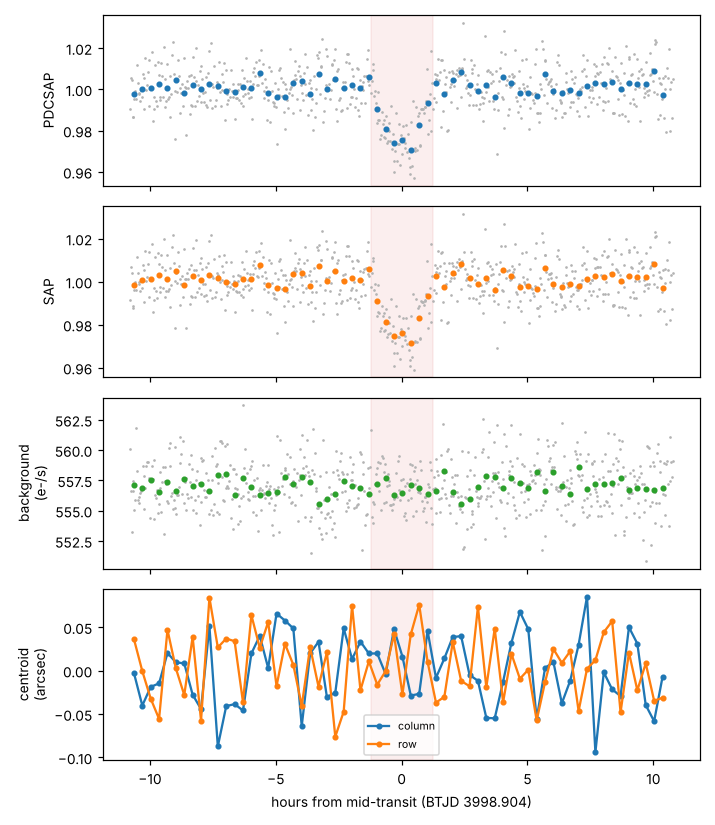 1.02
1.00
0.98
0.96
PDCSAP
1.02
1.00
0.98
0.96
SAP
562.5
560.0
557.5
555.0
552.5
background
(e-/s)
0.05
0.00
−0.05
−0.10
centroid
(arcsec)
column
row
−10
−5
0
5
10
hours from mid-transit (BTJD 3998.904)